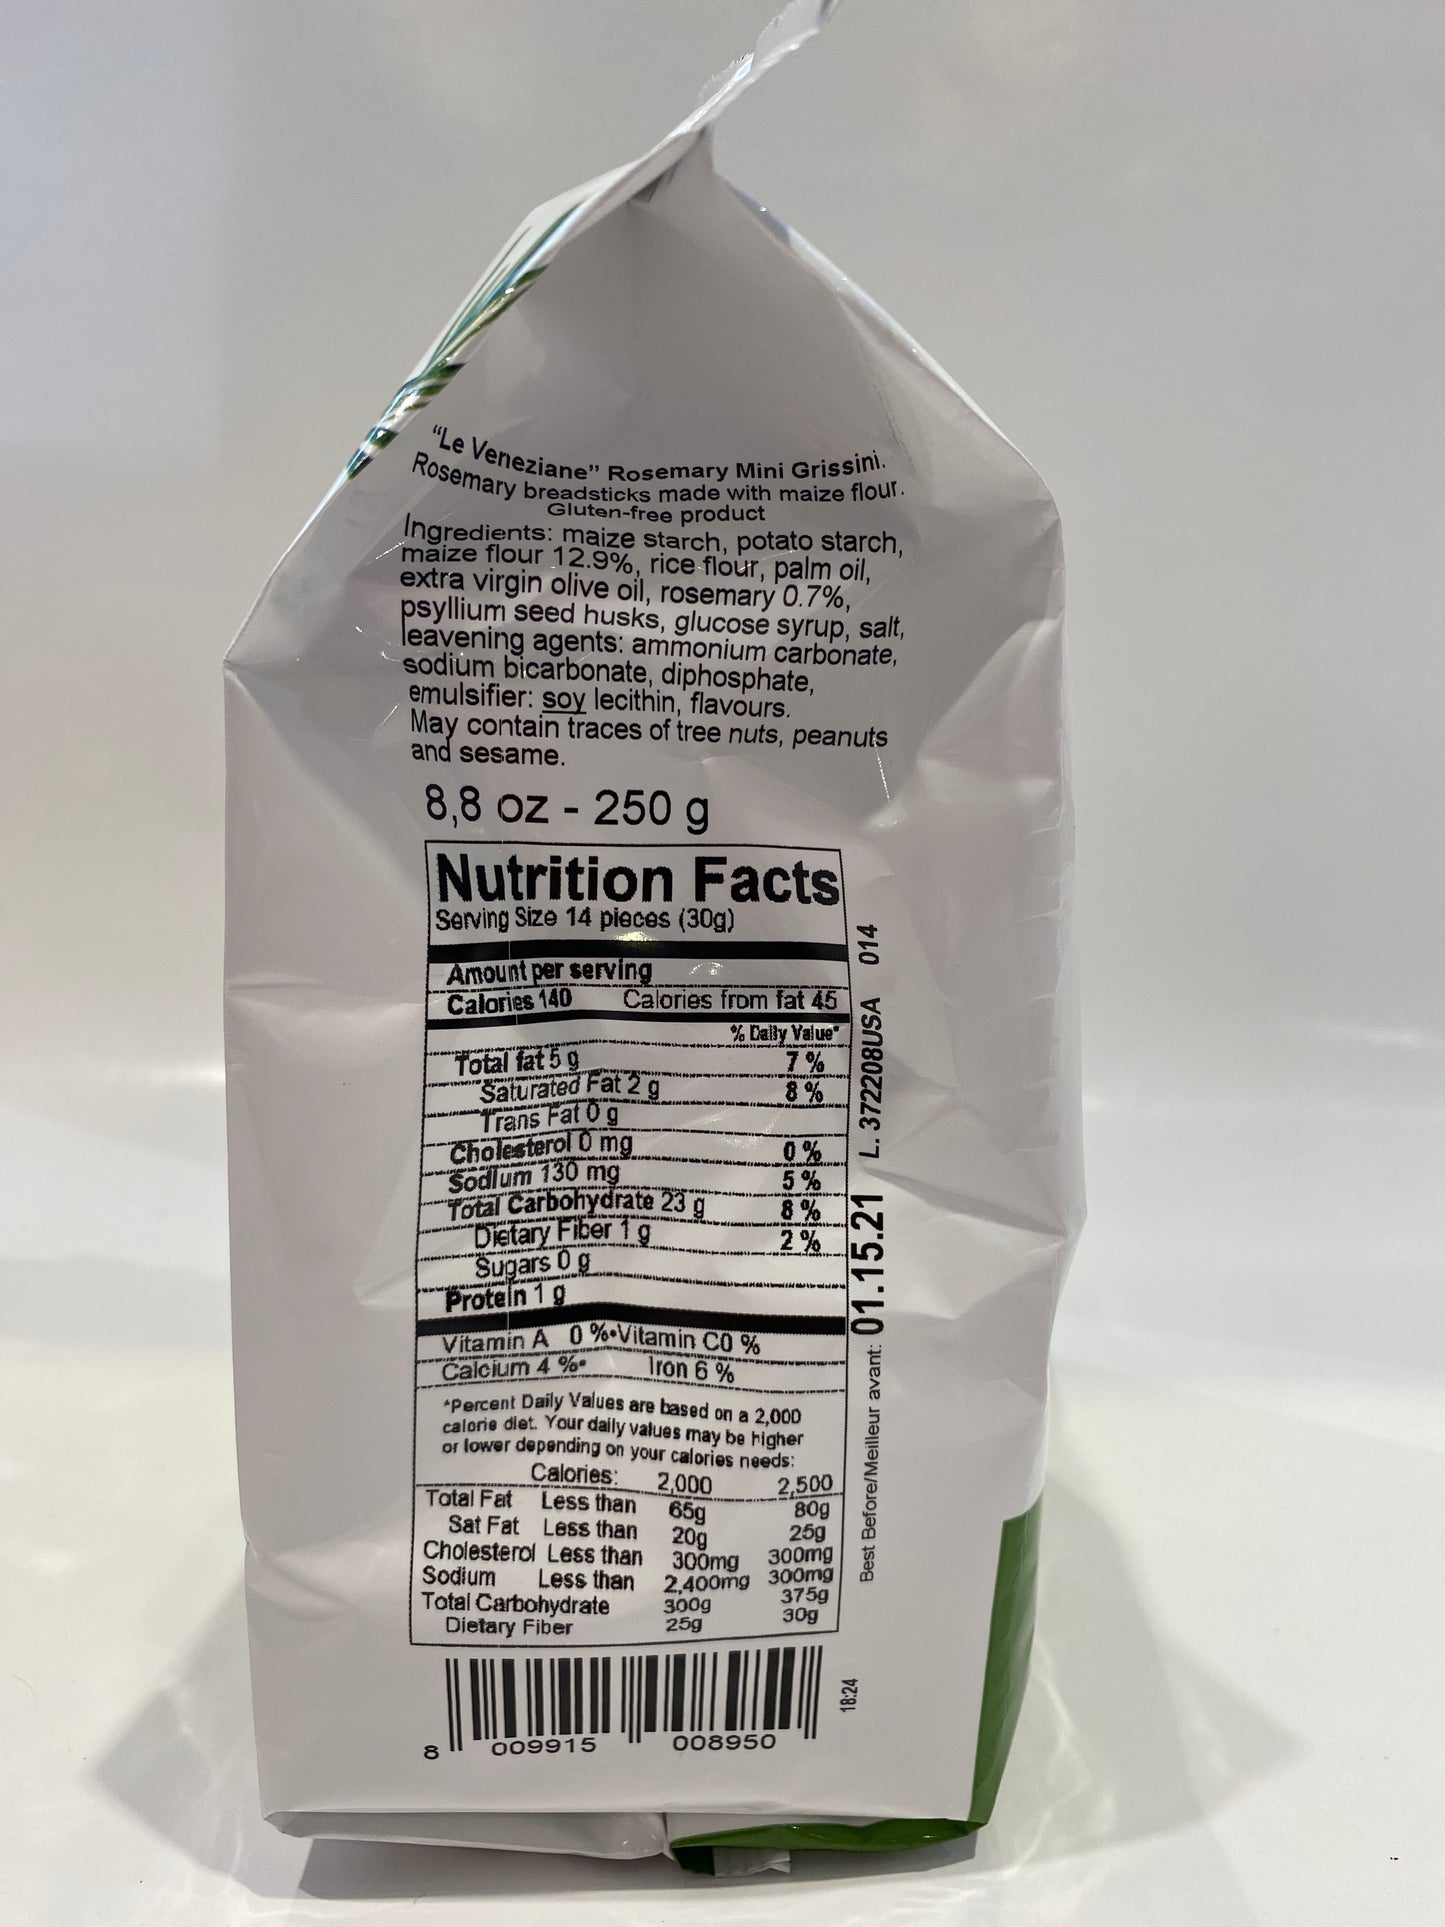 "Le Veneziane" Rosemary Mini Grissini.
Rosemary breadsticks made with maize flour.
Gluten-free product
Ingredients: maize starch, potato starch,
maize flour 12.9%, rice flour, palm oil,
extra virgin olive oil, rosemary 0.7%,
psyllium seed husks, glucose syrup, salt,
leavening agents: ammonium carbonate,
sodium bicarbonate, diphosphate,
emulsifier: soy lecithin, flavours.
May contain traces of tree nuts, peanuts
and sesame.
8,8 oz - 250 g
Nutrition Facts
Serving Size 14 pieces (30g)
Amount per serving
Calories 140 Calories from fat 45
% Daily Value*
Total fat 5 g 7 %
Saturated Fat 2 g 8 %
Trans Fat 0 g
Cholesterol 0 mg 0 %
Sodium 130 mg 5 %
Total Carbohydrate 23 g 8 %
Dietary Fiber 1 g 2 %
Sugars 0 g
Protein 1 g
Vitamin A 0 %•Vitamin C0 %
Calcium 4 %• Iron 6 %
*Percent Daily Values are based on a 2,000
calorie diet. Your daily values may be higher
or lower depending on your calories needs:
Calories: 2,000 2,500
Total Fat Less than 65g 80g
Sat Fat Less than 20g 25g
Cholesterol Less than 300mg 300mg
Sodium Less than 2,400mg 300mg
Total Carbohydrate 300g 375g
Dietary Fiber 25g 30g
Best Before/Meilleur avant: 01.15.21 L. 372208USA 014
18:24
8 009915 008950